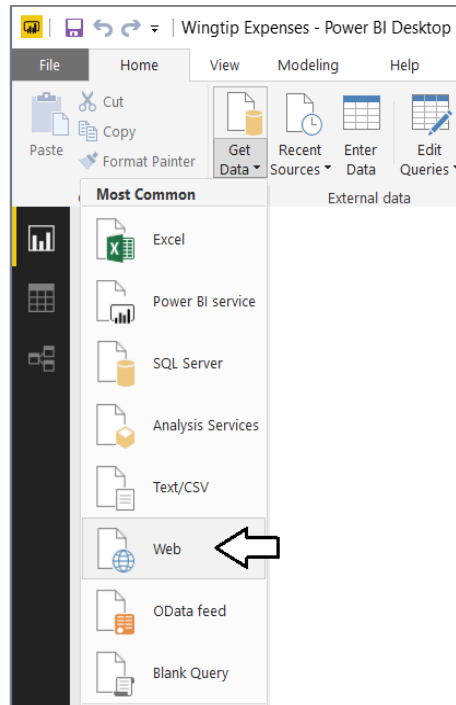 Wingtip Expenses - Power BI Desktop
File Home View Modeling Help
Cut
Copy
Format Painter
Paste
Get Data
Recent Sources
Enter Data
Edit Queries
External data
Most Common
Excel
Power BI service
SQL Server
Analysis Services
Text/CSV
Web
OData feed
Blank Query